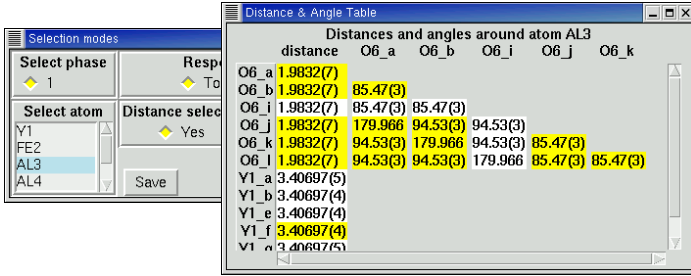 Selection modes
Select phase
1
To
Select atom
Distance selec
Yes
Y1
FE2
AL3
AL4
Save
Distance & Angle Table
Distances and angles around atom AL3
distance O6_a O6_b O6_i O6_j O6_k
O6_a 1.9832(7)
O6_b 1.9832(7) 85.47(3)
O6_i 1.9832(7) 85.47(3) 85.47(3)
O6_j 1.9832(7) 179.966 94.53(3) 94.53(3)
O6_k 1.9832(7) 94.53(3) 179.966 94.53(3) 85.47(3)
O6_l 1.9832(7) 94.53(3) 94.53(3) 179.966 85.47(3) 85.47(3)
Y1_a 3.40697(5)
Y1_b 3.40697(4)
Y1_e 3.40697(4)
Y1_f 3.40697(4)
Y1_g 3.40697(5)